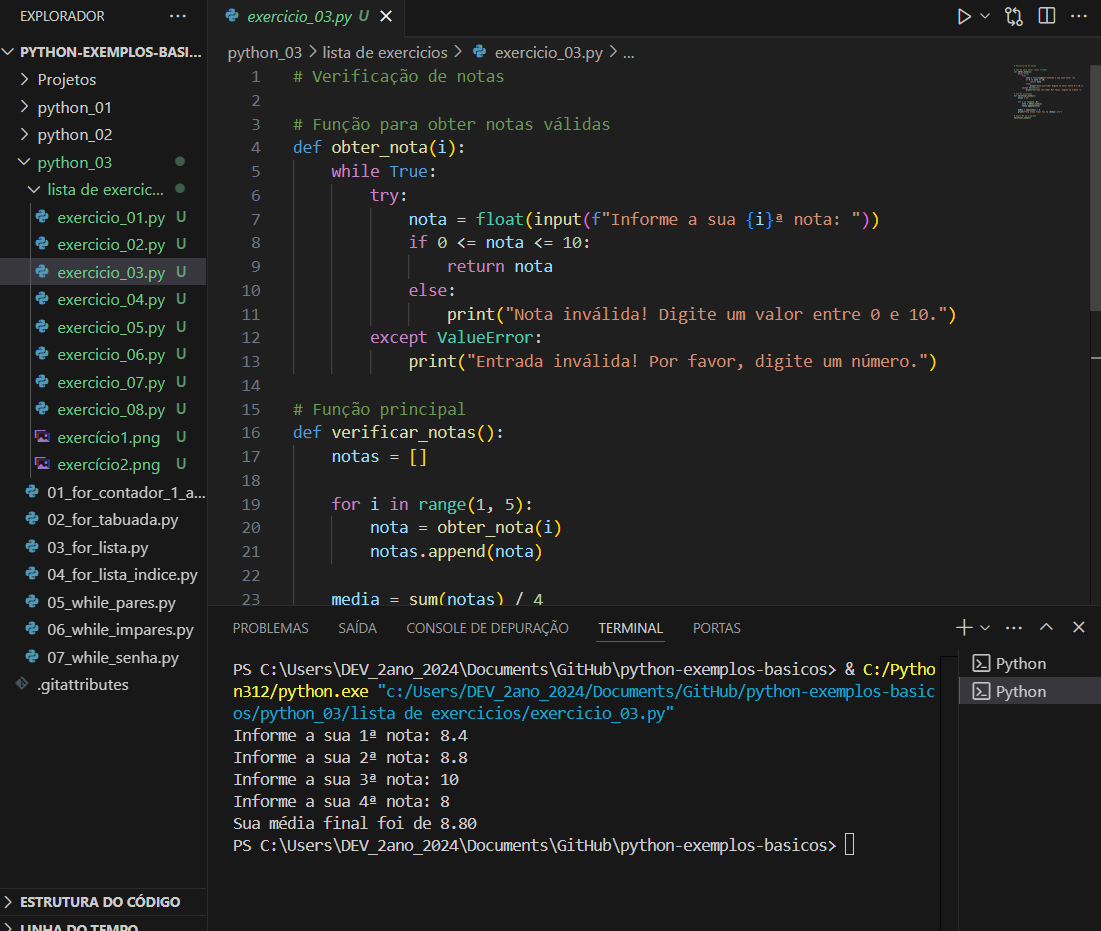 EXPLORADOR
PYTHON-EXEMPLOS-BASI...
Projetos
python_01
python_02
python_03
lista de exercic...
exercicio_01.py U
exercicio_02.py U
exercicio_03.py U
exercicio_04.py U
exercicio_05.py U
exercicio_06.py U
exercicio_07.py U
exercicio_08.py U
exercício1.png U
exercício2.png U
01_for_contador_1_a...
02_for_tabuada.py
03_for_lista.py
04_for_lista_indice.py
05_while_pares.py
06_while_impares.py
07_while_senha.py
.gitattributes
ESTRUTURA DO CÓDIGO
LINHA DO TEMPO
exercicio_03.py U
python_03 > lista de exercicios > exercicio_03.py > ...
1 # Verificação de notas
2
3 # Função para obter notas válidas
4 def obter_nota(i):
5 while True:
6 try:
7 nota = float(input(f"Informe a sua {i}ª nota: "))
8 if 0 <= nota <= 10:
9 return nota
10 else:
11 print("Nota inválida! Digite um valor entre 0 e 10.")
12 except ValueError:
13 print("Entrada inválida! Por favor, digite um número.")
14
15 # Função principal
16 def verificar_notas():
17 notas = []
18
19 for i in range(1, 5):
20 nota = obter_nota(i)
21 notas.append(nota)
22
23 media = sum(notas) / 4
PROBLEMAS SAÍDA CONSOLE DE DEPURAÇÃO TERMINAL PORTAS
PS C:\Users\DEV_2ano_2024\Documents\GitHub\python-exemplos-basicos> & C:/Pytho
n312/python.exe "c:/Users/DEV_2ano_2024/Documents/GitHub/python-exemplos-basic
os/python_03/lista de exercicios/exercicio_03.py"
Informe a sua 1ª nota: 8.4
Informe a sua 2ª nota: 8.8
Informe a sua 3ª nota: 10
Informe a sua 4ª nota: 8
Sua média final foi de 8.80
PS C:\Users\DEV_2ano_2024\Documents\GitHub\python-exemplos-basicos>
Python
Python